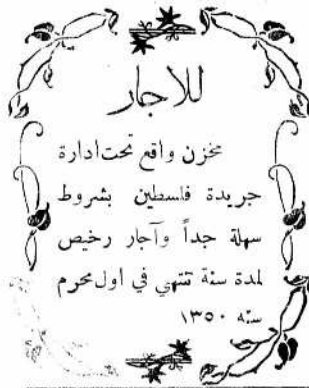 للاجار
مخزن واقع تحت ادارة
جريدة فلسطين بشروط
سهلة جداً وآجار رخيص
لمدة سنة تنتهي في اول محرم
سنه ١٣٥٠